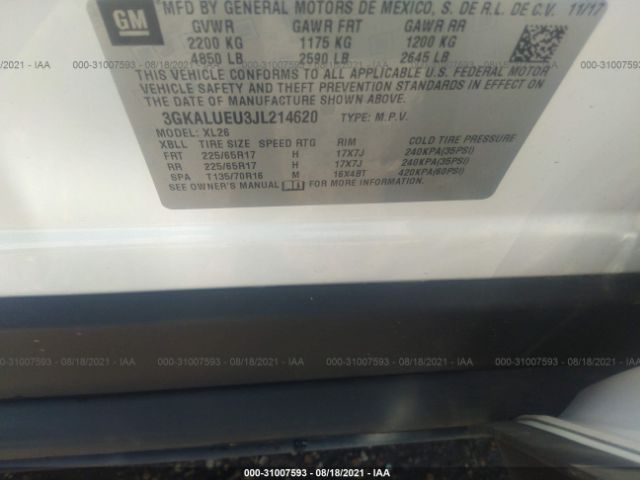 GM
MFD BY GENERAL MOTORS DE MEXICO, S. DE R.L. DE C.V. 11/17
GVWR GAWR FRT GAWR RR
2200 KG 1175 KG 1200 KG
4850 LB 2590 LB 2645 LB
THIS VEHICLE CONFORMS TO ALL APPLICABLE U.S. FEDERAL MOTOR
VEHICLE SAFETY AND THEFT PREVENTION STANDARDS IN EFFECT ON
THE DATE OF MANUFACTURE SHOWN ABOVE.
3GKALUEU3JL214620 TYPE: M.P.V.
MODEL: XL26
XBLL TIRE SIZE SPEED RTG RIM COLD TIRE PRESSURE
FRT 225/65R17 H 17X7J 240KPA(35PSI)
RR 225/65R17 H 17X7J 240KPA(35PSI)
SPA T135/70R16 M 16X4BT 420KPA(60PSI)
SEE OWNER'S MANUAL FOR MORE INFORMATION.
08/18/2021 - IAA 000-31007593 - 08/18/2021 - IAA 000-31007593 - 08/18/2021 - IAA
000-31007593 - 08/18/2021 - IAA 000-31007593 - 08/18/2021 - IAA
08/18/2021 - IAA 000-31007593 - 08/18/2021 - IAA 000-31007593 - 08/18/2021 - IAA
000-31007593 - 08/18/2021 - IAA